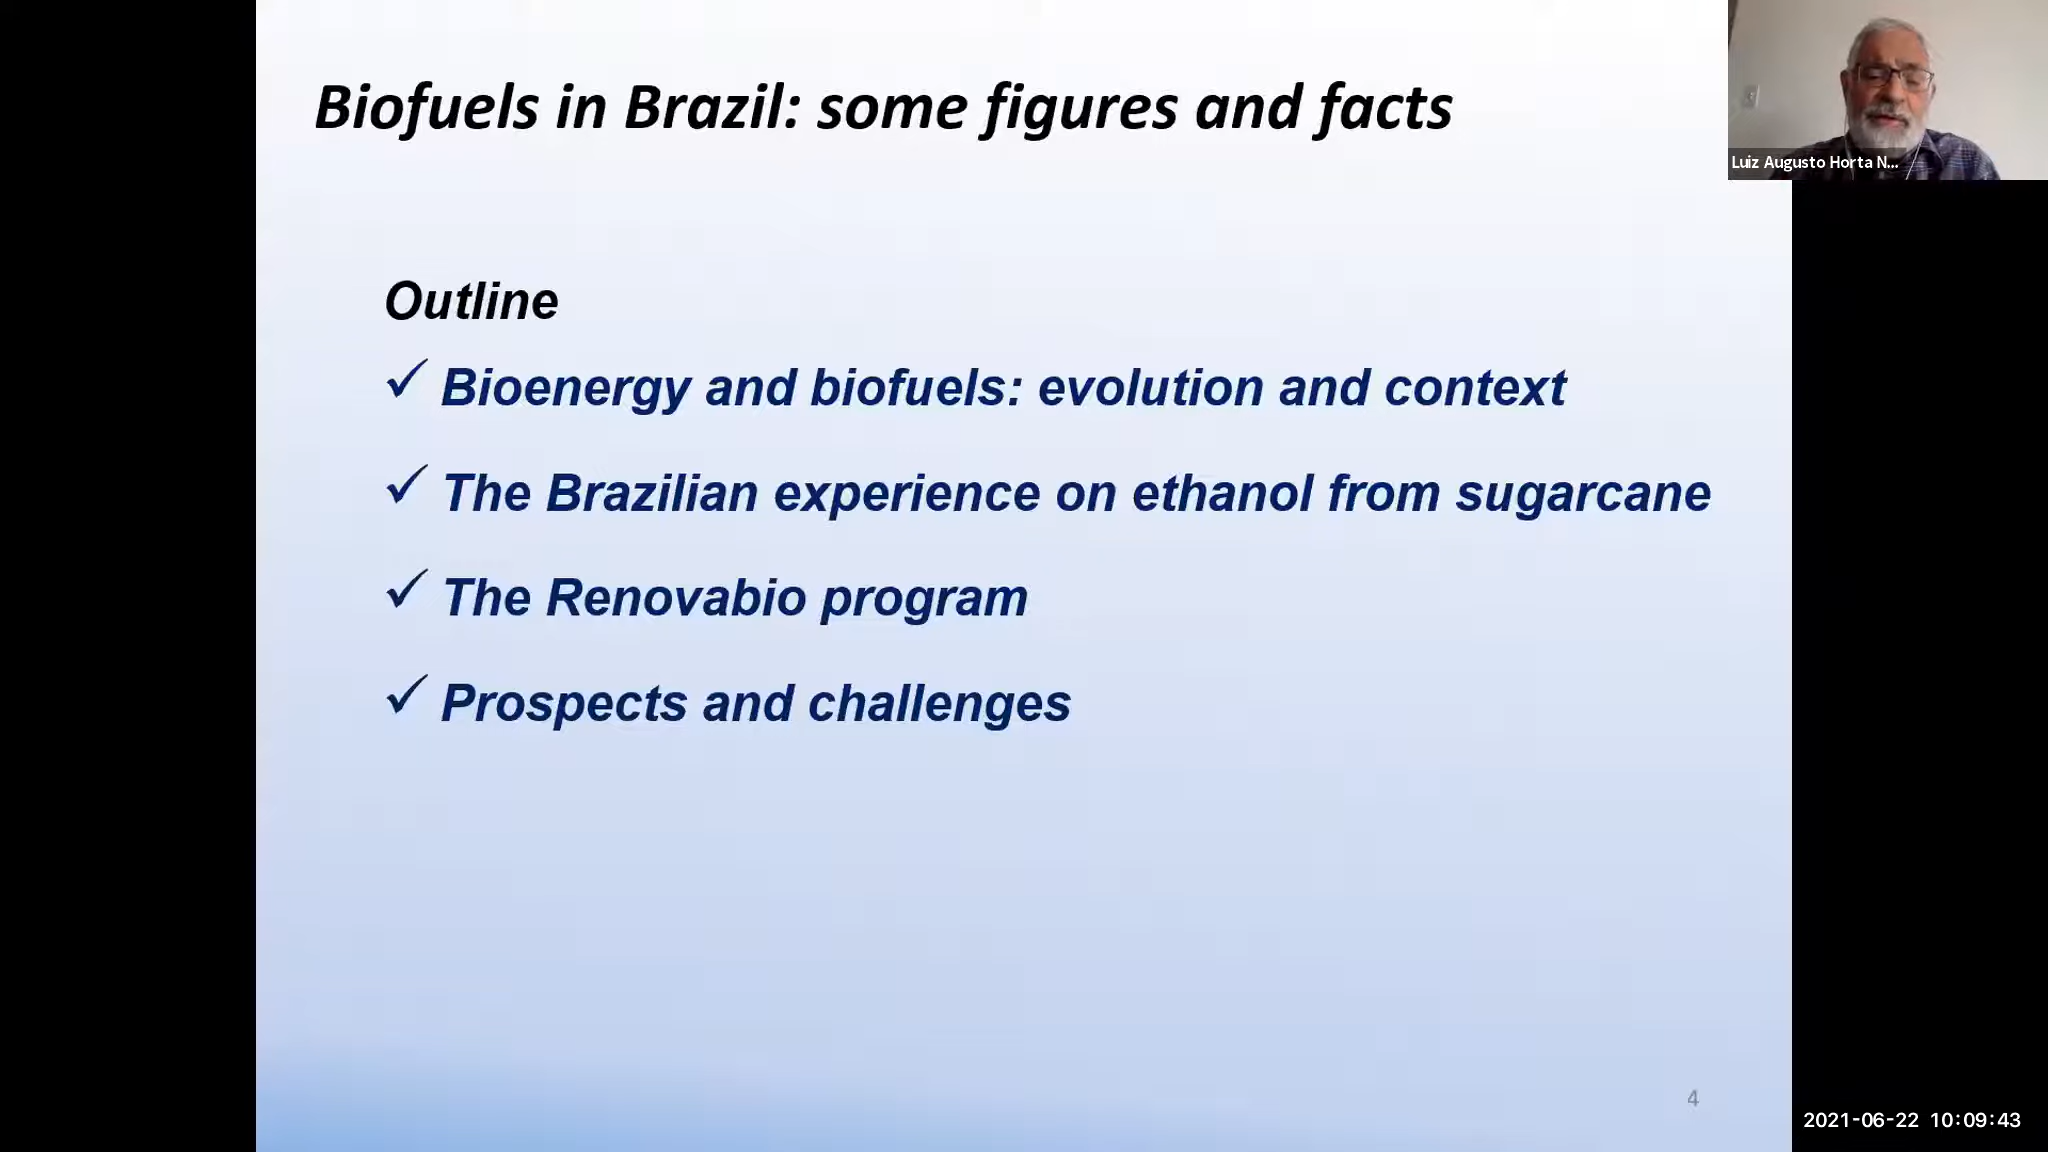 Biofuels in Brazil: some figures and facts
Luiz Augusto Horta N...
Outline
✓ Bioenergy and biofuels: evolution and context
✓ The Brazilian experience on ethanol from sugarcane
✓ The Renovabio program
✓ Prospects and challenges
4
2021-06-22 10:09:43